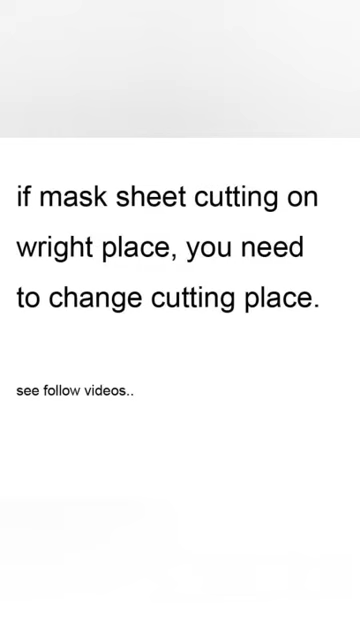 if mask sheet cutting on
wright place, you need
to change cutting place.
see follow videos..